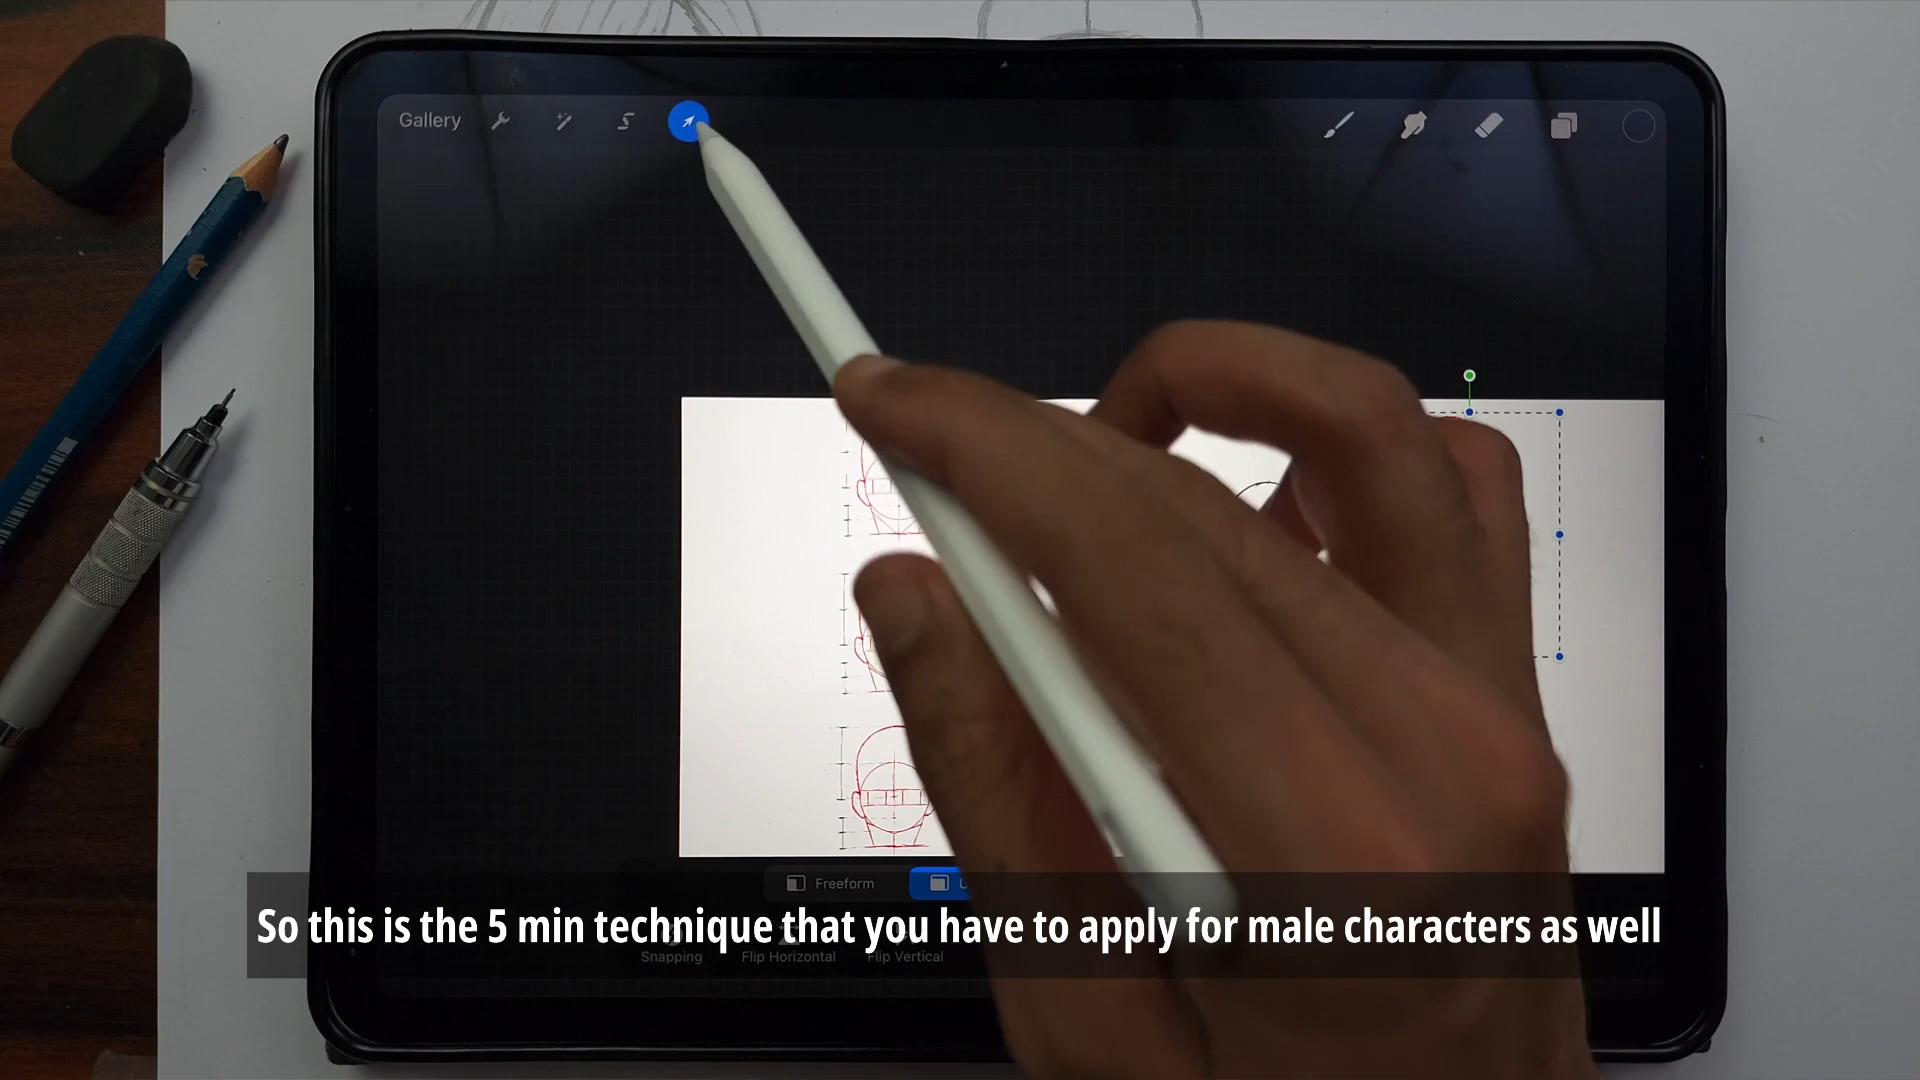 Gallery
Freeform
So this is the 5 min technique that you have to apply for male characters as well
Snapping
Flip Horizontal
Flip Vertical